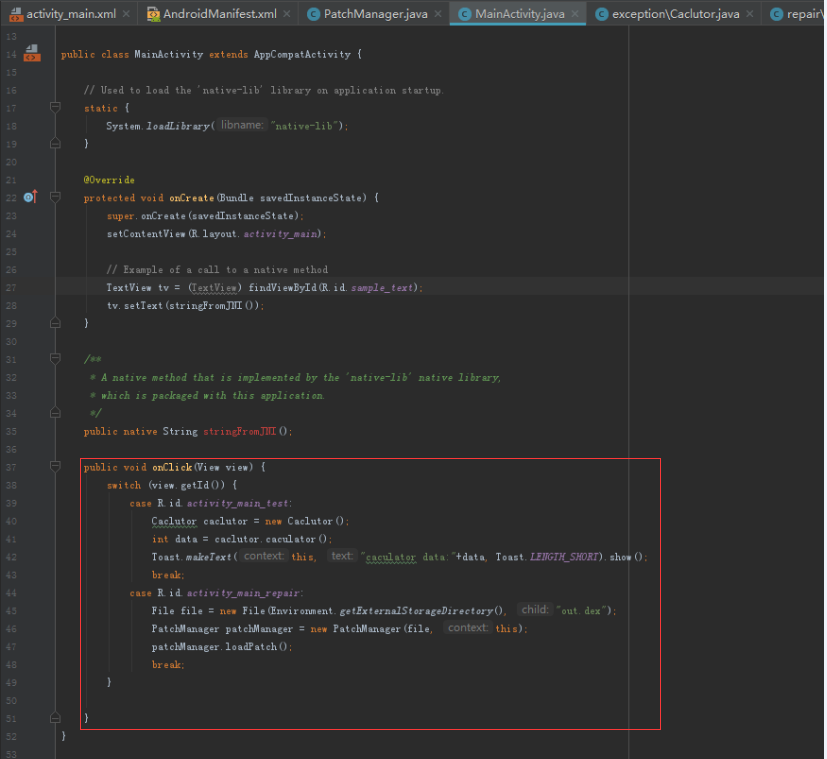 activity_main.xml AndroidManifest.xml PatchManager.java MainActivity.java exception\Caclutor.java repair\
13
14 public class MainActivity extends AppCompatActivity {
15
16 // Used to load the 'native-lib' library on application startup.
17 static {
18 System.loadLibrary( libname: "native-lib");
19 }
20
21 @Override
22 protected void onCreate(Bundle savedInstanceState) {
23 super.onCreate(savedInstanceState);
24 setContentView(R.layout.activity_main);
25
26 // Example of a call to a native method
27 TextView tv = (TextView) findViewById(R.id.sample_text);
28 tv.setText(stringFromJNI());
29 }
30
31 /**
32 * A native method that is implemented by the 'native-lib' native library,
33 * which is packaged with this application.
34 */
35 public native String stringFromJNI();
36
37 public void onClick(View view) {
38 switch (view.getId()) {
39 case R.id.activity_main_test:
40 Caclutor caclutor = new Caclutor();
41 int data = caclutor.caculator();
42 Toast.makeText( context: this, text: "caculator data:"+data, Toast.LENGTH_SHORT).show();
43 break;
44 case R.id.activity_main_repair:
45 File file = new File(Environment.getExternalStorageDirectory(), child: "out.dex");
46 PatchManager patchManager = new PatchManager(file, context: this);
47 patchManager.loadPatch();
48 break;
49 }
50
51 }
52 }
53